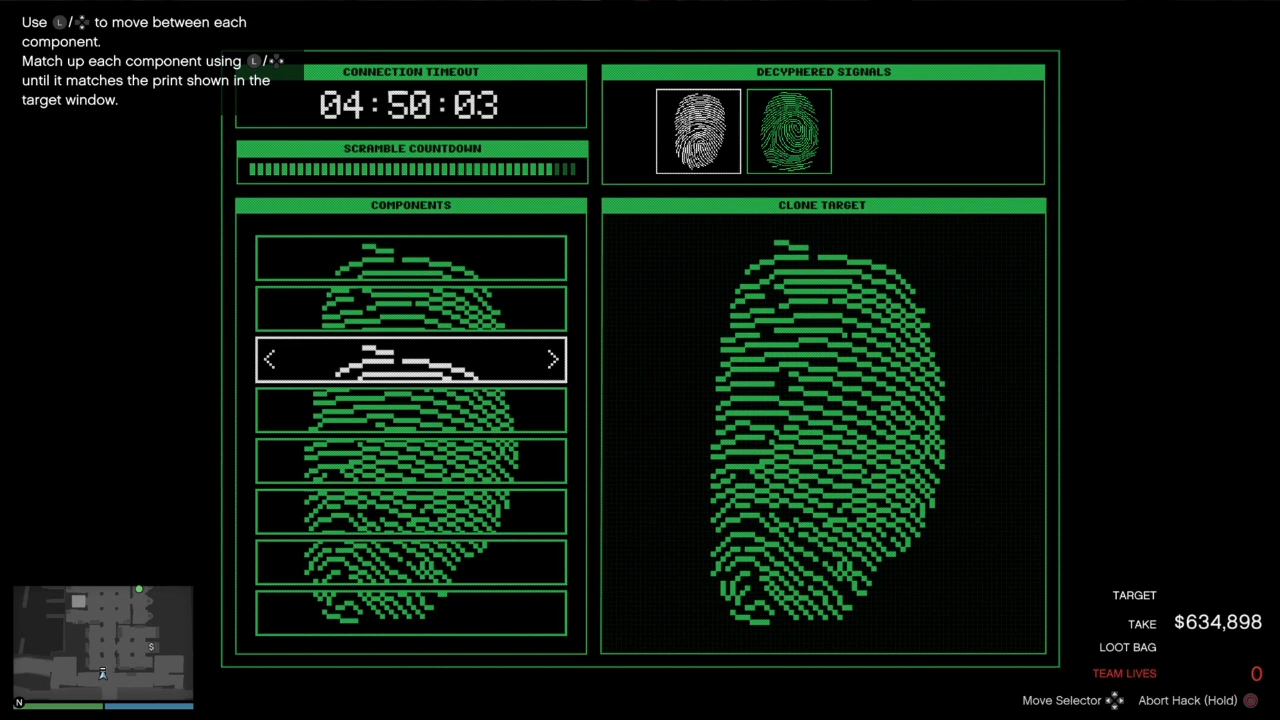 Use L/ to move between each
component.
Match up each component using L/
until it matches the print shown in the
target window.
CONNECTION TIMEOUT
04:50:03
SCRAMBLE COUNTDOWN
DECYPHERED SIGNALS
COMPONENTS
CLONE TARGET
S
N
TARGET
TAKE $634,898
LOOT BAG
TEAM LIVES 0
Move Selector Abort Hack (Hold)